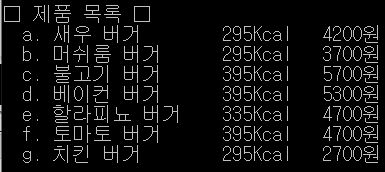 □ 제품 목록 □
a. 새우 버거 295Kcal 4200원
b. 머쉬룸 버거 295Kcal 3700원
c. 불고기 버거 395Kcal 5700원
d. 베이컨 버거 395Kcal 5300원
e. 할라피뇨 버거 335Kcal 4700원
f. 토마토 버거 395Kcal 4700원
g. 치킨 버거 295Kcal 2700원